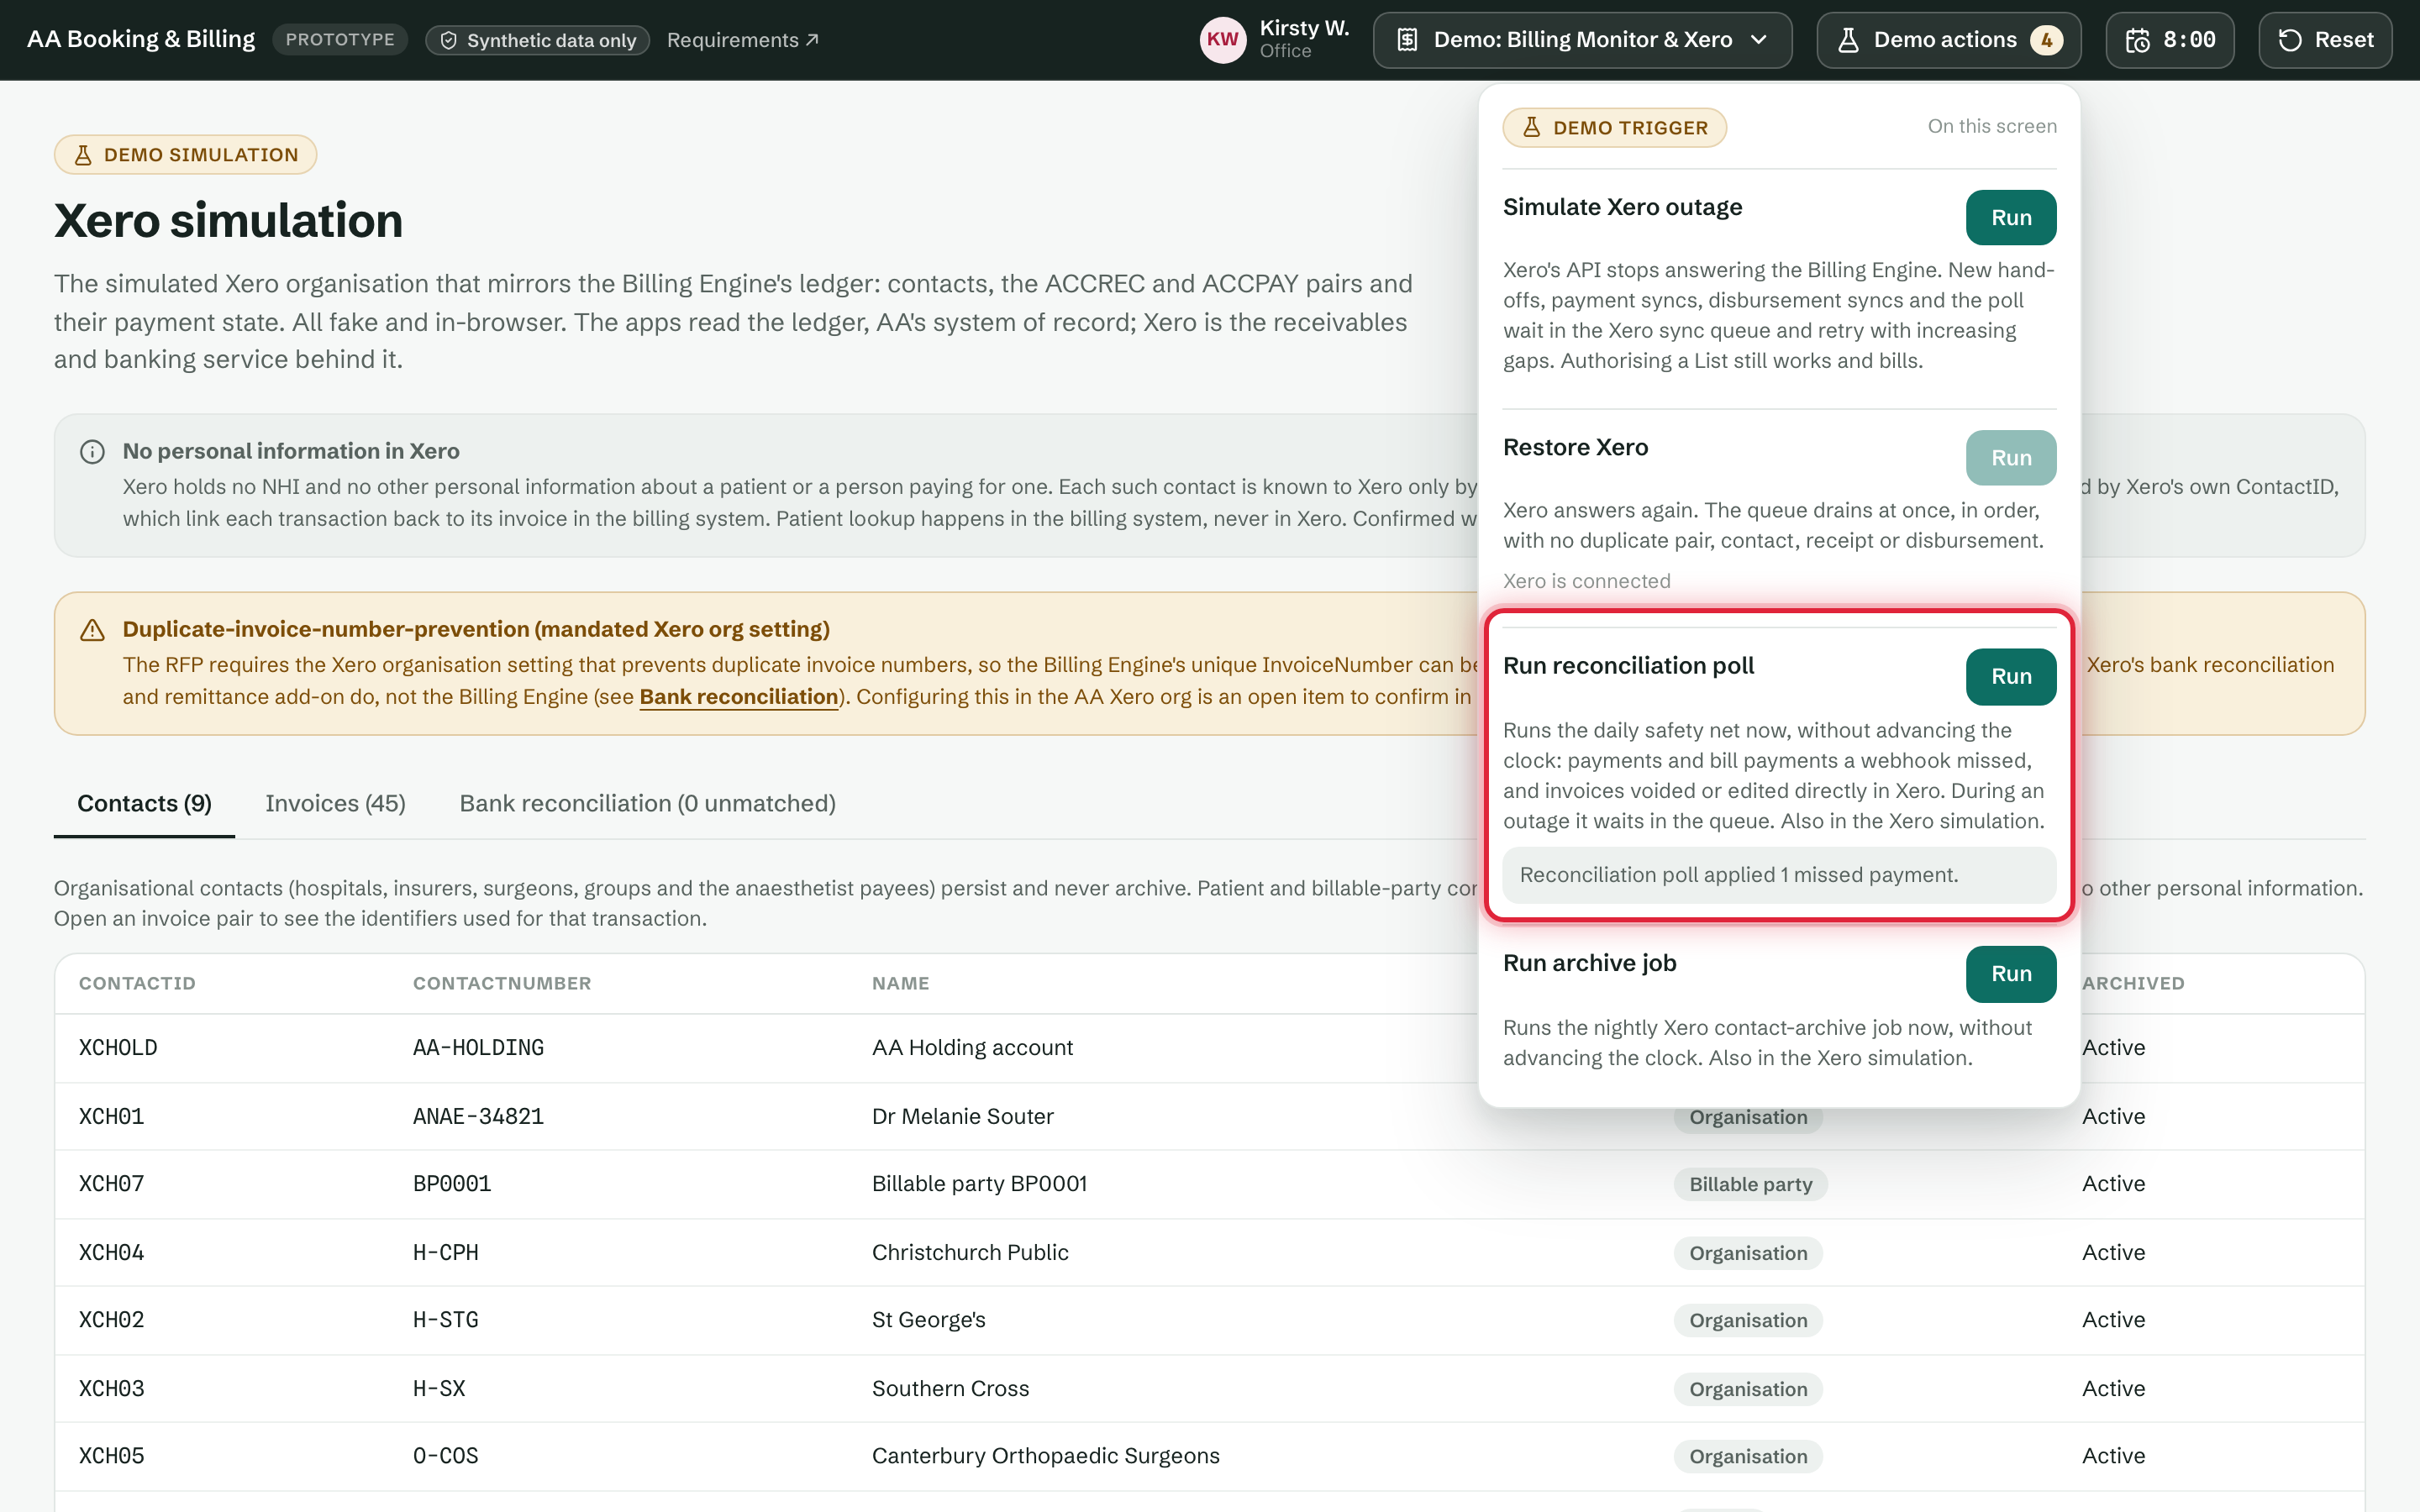 AA Booking & Billing
PROTOTYPE
Synthetic data only
Requirements ↗
KW
Kirsty W.
Office
Demo: Billing Monitor & Xero
Demo actions 4
8:00
Reset
DEMO SIMULATION
Xero simulation
The simulated Xero organisation that mirrors the Billing Engine's ledger: contacts, the ACCREC and ACCPAY pairs and
their payment state. All fake and in-browser. The apps read the ledger, AA's system of record; Xero is the receivables
and banking service behind it.
No personal information in Xero
Xero holds no NHI and no other personal information about a patient or a person paying for one. Each such contact is known to Xero only by
d by Xero's own ContactID,
which link each transaction back to its invoice in the billing system. Patient lookup happens in the billing system, never in Xero. Confirmed w
Duplicate-invoice-number-prevention (mandated Xero org setting)
The RFP requires the Xero organisation setting that prevents duplicate invoice numbers, so the Billing Engine's unique InvoiceNumber can be
Xero's bank reconciliation
and remittance add-on do, not the Billing Engine (see Bank reconciliation). Configuring this in the AA Xero org is an open item to confirm in
Contacts (9)
Invoices (45)
Bank reconciliation (0 unmatched)
Organisational contacts (hospitals, insurers, surgeons, groups and the anaesthetist payees) persist and never archive. Patient and billable-party con
o other personal information.
Open an invoice pair to see the identifiers used for that transaction.
DEMO TRIGGER
On this screen
Simulate Xero outage
Run
Xero's API stops answering the Billing Engine. New hand-
offs, payment syncs, disbursement syncs and the poll
wait in the Xero sync queue and retry with increasing
gaps. Authorising a List still works and bills.
Restore Xero
Run
Xero answers again. The queue drains at once, in order,
with no duplicate pair, contact, receipt or disbursement.
Xero is connected
Run reconciliation poll
Run
Runs the daily safety net now, without advancing the
clock: payments and bill payments a webhook missed,
and invoices voided or edited directly in Xero. During an
outage it waits in the queue. Also in the Xero simulation.
Reconciliation poll applied 1 missed payment.
Run archive job
Run
Runs the nightly Xero contact-archive job now, without
advancing the clock. Also in the Xero simulation.
CONTACTID CONTACTNUMBER NAME ARCHIVED
XCHOLD AA-HOLDING AA Holding account Active
XCH01 ANAE-34821 Dr Melanie Souter Organisation Active
XCH07 BP0001 Billable party BP0001 Billable party Active
XCH04 H-CPH Christchurch Public Organisation Active
XCH02 H-STG St George's Organisation Active
XCH03 H-SX Southern Cross Organisation Active
XCH05 O-COS Canterbury Orthopaedic Surgeons Organisation Active